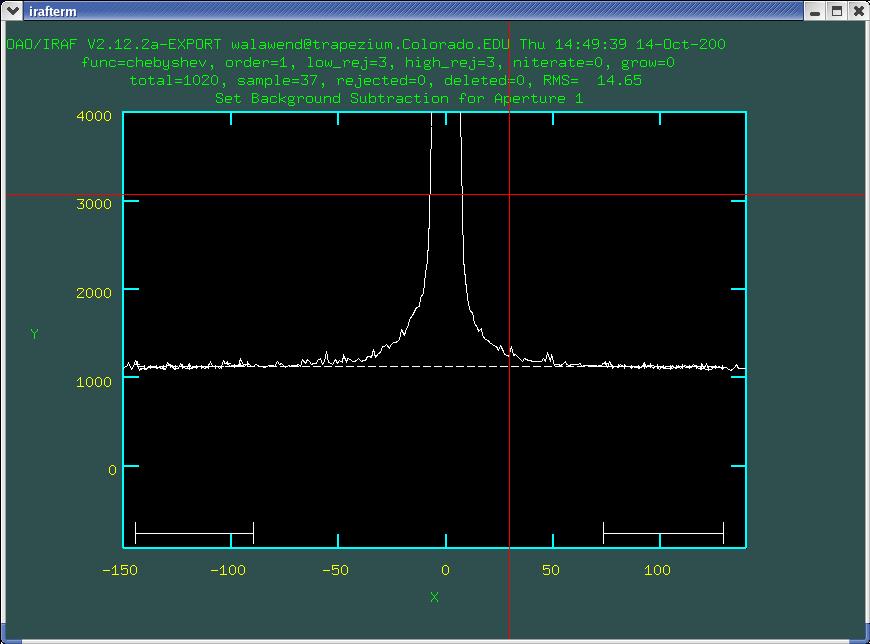 irafterm
OAO/IRAF V2.12.2a-EXPORT walawend@trapezium.Colorado.EDU Thu 14:49:39 14-Oct-200
func=chebyshev, order=1, low_rej=3, high_rej=3, niterate=0, grow=0
total=1020, sample=37, rejected=0, deleted=0, RMS=  14.65
Set Background Subtraction for Aperture 1
4000
3000
2000
Y
1000
0
-150 -100 -50 0 50 100
X